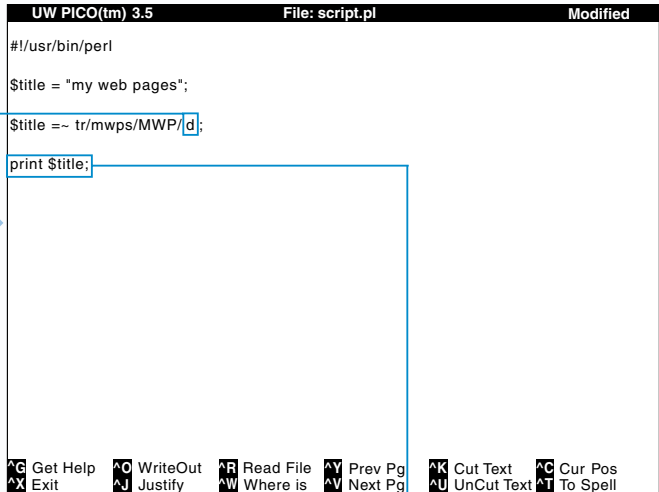 UW PICO(tm) 3.5 File: script.pl Modified
#!/usr/bin/perl
$title = "my web pages";
$title =~ tr/mwps/MWP/d;
print $title;
^G Get Help ^O WriteOut ^R Read File ^Y Prev Pg ^K Cut Text ^C Cur Pos
^X Exit ^J Justify ^W Where is ^V Next Pg ^U UnCut Text ^T To Spell